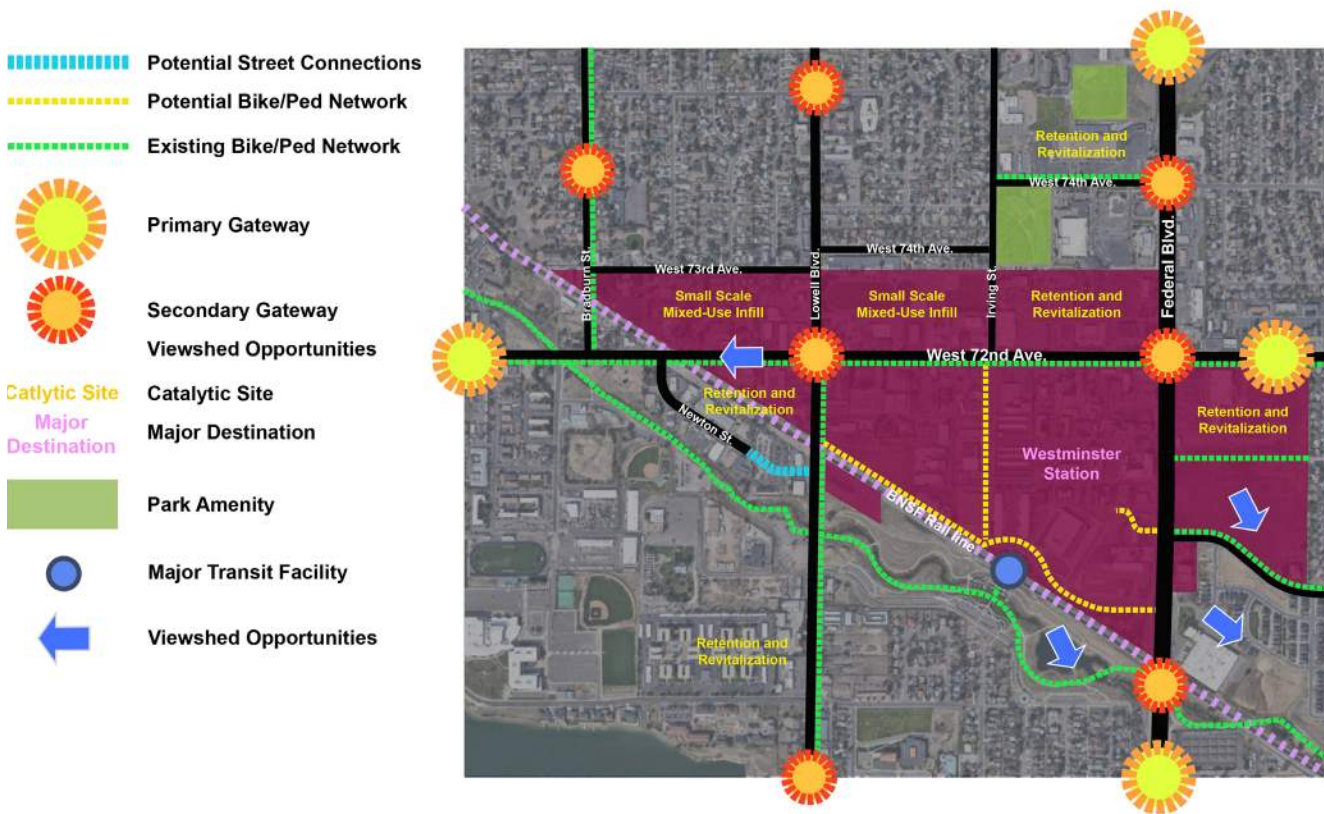 Potential Street Connections
Potential Bike/Ped Network
Existing Bike/Ped Network
Primary Gateway
Secondary Gateway
Viewshed Opportunities
Catlytic Site
Catalytic Site
Major
Destination
Major Destination
Park Amenity
Major Transit Facility
Viewshed Opportunities
Retention and
Revitalization
West 74th Ave.
West 74th Ave.
Bradburn St.
West 73rd Ave.
Lowell Blvd.
Irving St.
Federal Blvd.
Small Scale
Mixed-Use Infill
Small Scale
Mixed-Use Infill
Retention and
Revitalization
West 72nd Ave.
Retention and
Revitalization
Newton St.
Retention and
Revitalization
Westminster
Station
BNSF Rail line
Retention and
Revitalization